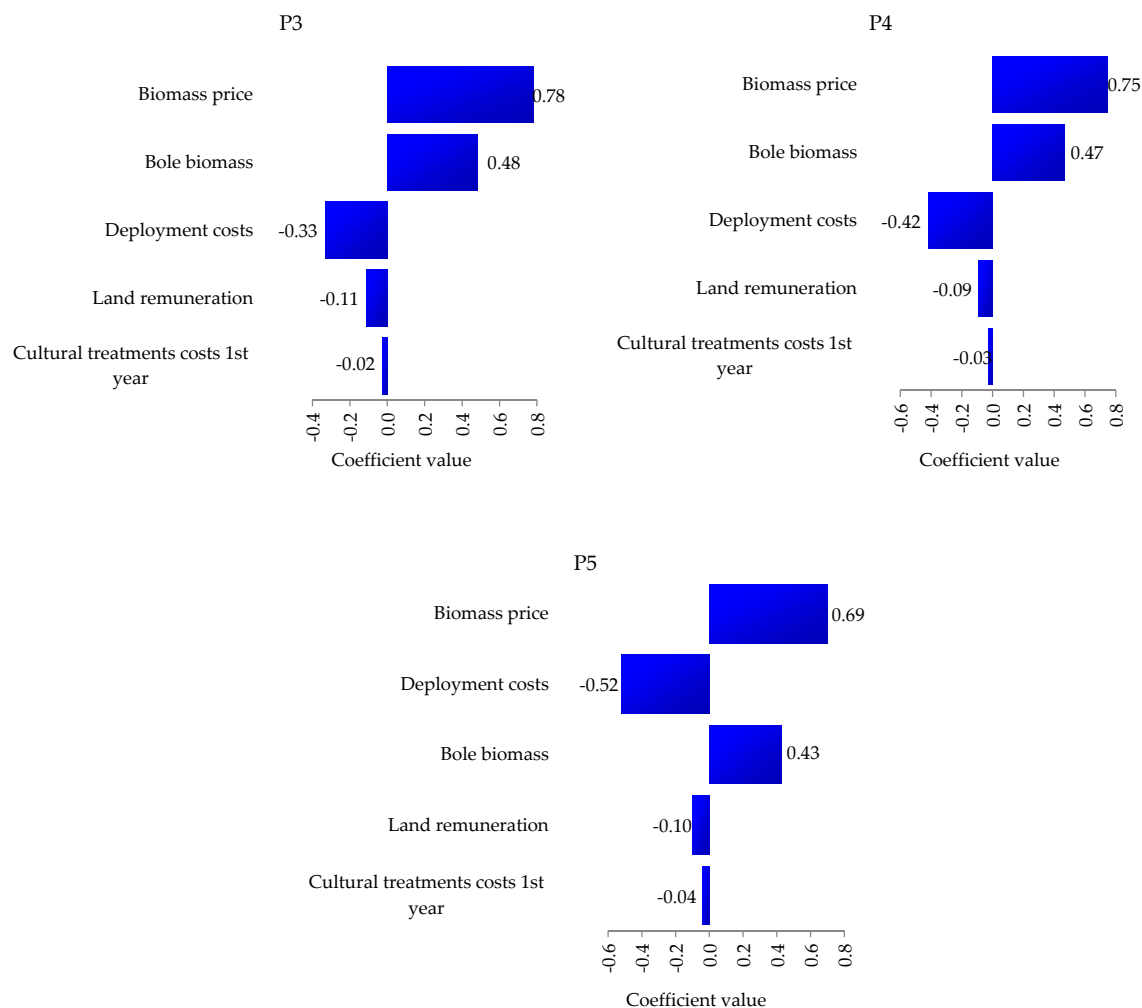 P3
Biomass price
0.78
Bole biomass
0.48
Deployment costs
-0.33
Land remuneration
-0.11
Cultural treatments costs 1st
year
-0.02
-0.4
-0.2
0.0
0.2
0.4
0.6
0.8
Coefficient value
P4
Biomass price
0.75
Bole biomass
0.47
Deployment costs
-0.42
Land remuneration
-0.09
Cultural treatments costs 1st
year
-0.03
-0.6
-0.4
-0.2
0.0
0.2
0.4
0.6
0.8
Coefficient value
P5
Biomass price
0.69
Deployment costs
-0.52
Bole biomass
0.43
Land remuneration
-0.10
Cultural treatments costs 1st
year
-0.04
-0.6
-0.4
-0.2
0.0
0.2
0.4
0.6
0.8
Coefficient value